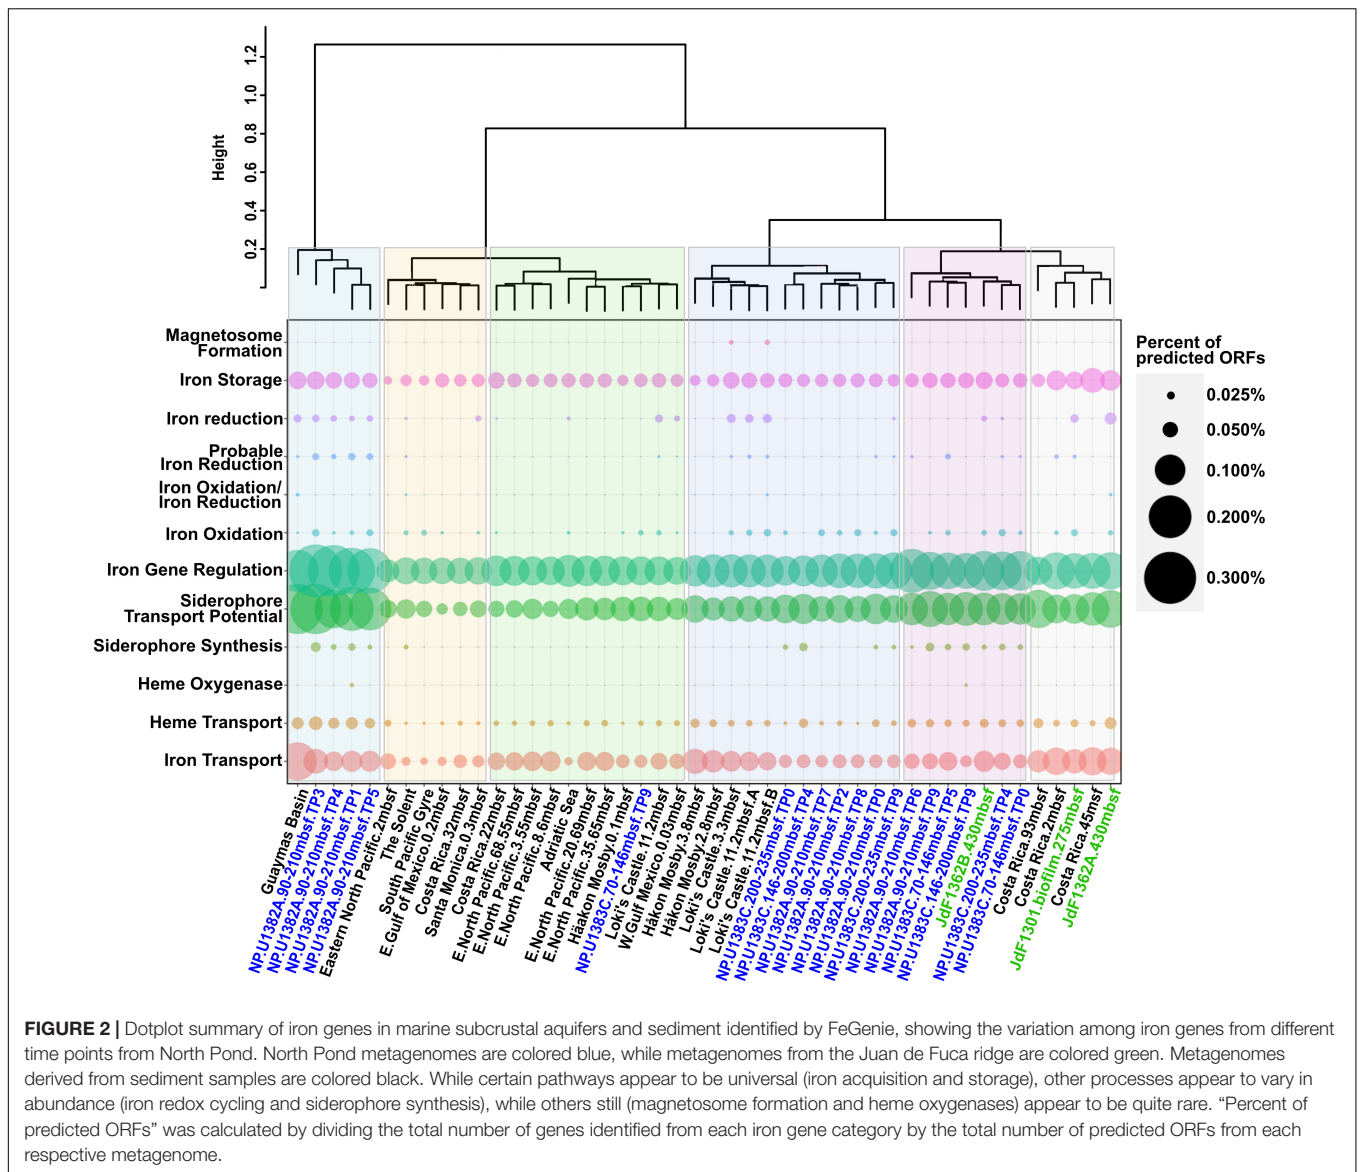 Height
1.2
1.0
0.8
0.6
0.4
0.2
Magnetosome
Formation
Iron Storage
Iron reduction
Probable
Iron Reduction
Iron Oxidation/
Iron Reduction
Iron Oxidation
Iron Gene Regulation
Siderophore
Transport Potential
Siderophore Synthesis
Heme Oxygenase
Heme Transport
Iron Transport
Percent of
predicted ORFs
0.025%
0.050%
0.100%
0.200%
0.300%
Guaymas Basin
NP.U1382A.90-210mbsf.TP3
NP.U1382A.90-210mbsf.TP4
NP.U1382A.90-210mbsf.TP1
NP.U1382A.90-210mbsf.TP5
Eastern North Pacific.2mbsf
The Solent
South Pacific Gyre
E.Gulf of Mexico.0.2mbsf
Costa Rica.32mbsf
Santa Monica.0.3mbsf
Costa Rica.22mbsf
E.North Pacific.68.55mbsf
E.North Pacific.3.55mbsf
E.North Pacific.8.6mbsf
Adriatic Sea
E.North Pacific.20.69mbsf
E.North Pacific.35.65mbsf
Häakon Mosby.0.1mbsf
NP.U1383C.70-146mbsf.TP9
Loki's Castle.11.2mbsf
W.Gulf Mexico.0.03mbsf
Håkon Mosby.3.8mbsf
Håkon Mosby.2.8mbsf
Loki's Castle.3.3mbsf
Loki's Castle.11.2mbsf.A
Loki's Castle.11.2mbsf.B
NP.U1383C.200-235mbsf.TP0
NP.U1383C.146-200mbsf.TP4
NP.U1382A.90-210mbsf.TP7
NP.U1382A.90-210mbsf.TP2
NP.U1382A.90-210mbsf.TP8
NP.U1382A.90-210mbsf.TP0
NP.U1383C.200-235mbsf.TP9
NP.U1382A.90-210mbsf.TP6
NP.U1382A.90-210mbsf.TP9
NP.U1383C.70-146mbsf.TP5
NP.U1383C.146-200mbsf.TP9
JdF1362B.430mbsf
NP.U1383C.200-235mbsf.TP4
NP.U1383C.70-146mbsf.TP0
Costa Rica.93mbsf
Costa Rica.2mbsf
JdF1301.biofilm.275mbsf
Costa Rica.45msf
JdF1362A.430mbsf
FIGURE 2 | Dotplot summary of iron genes in marine subcrustal aquifers and sediment identified by FeGenie, showing the variation among iron genes from different
time points from North Pond. North Pond metagenomes are colored blue, while metagenomes from the Juan de Fuca ridge are colored green. Metagenomes
derived from sediment samples are colored black. While certain pathways appear to be universal (iron acquisition and storage), other processes appear to vary in
abundance (iron redox cycling and siderophore synthesis), while others still (magnetosome formation and heme oxygenases) appear to be quite rare. “Percent of
predicted ORFs” was calculated by dividing the total number of genes identified from each iron gene category by the total number of predicted ORFs from each
respective metagenome.